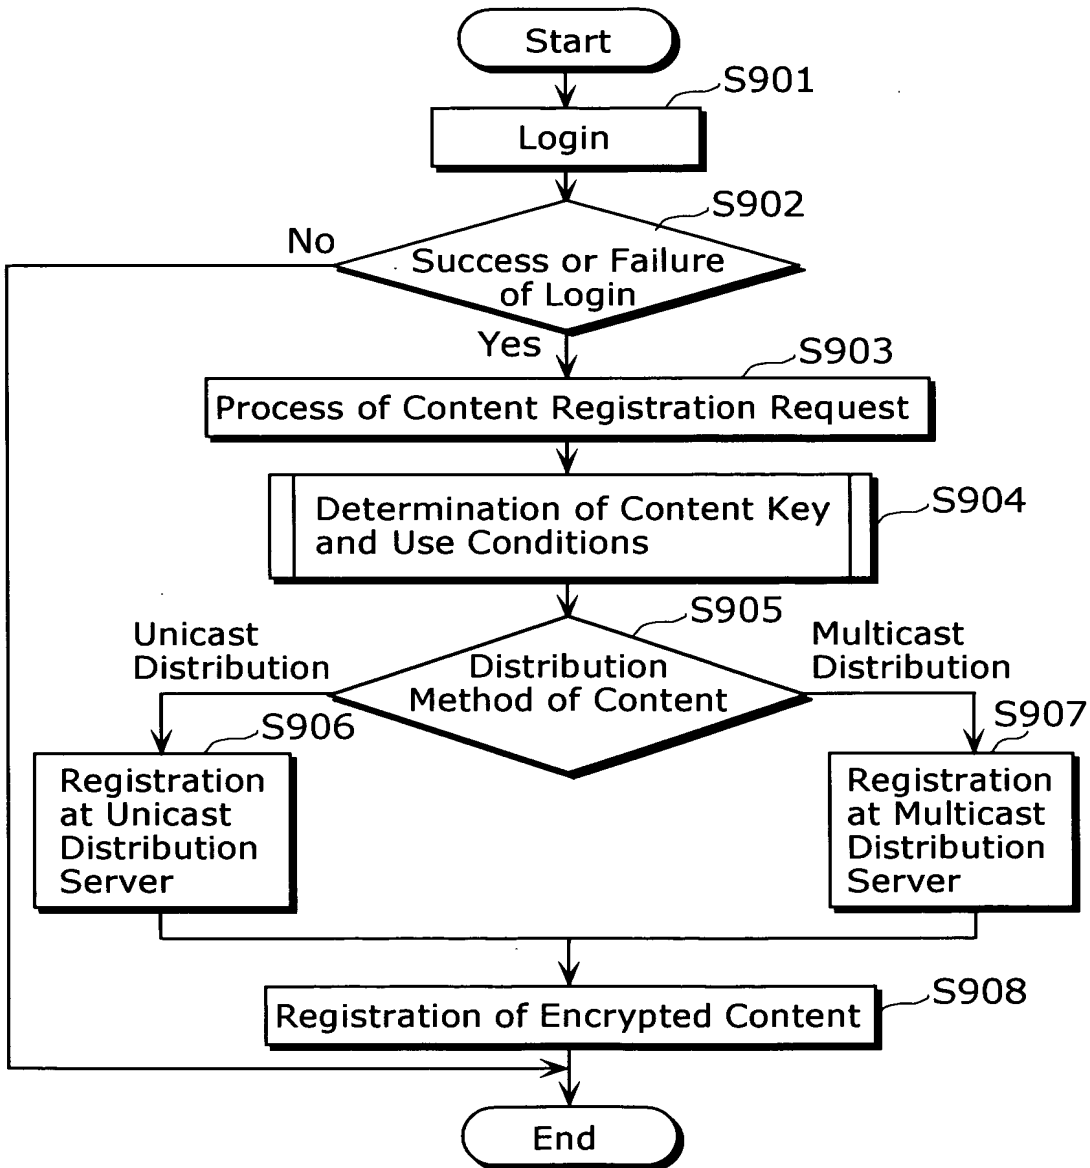 Start
S901
Login
S902
No
Success or Failure
of Login
Yes
S903
Process of Content Registration Request
S904
Determination of Content Key
and Use Conditions
S905
Unicast
Distribution
Distribution
Method of Content
Multicast
Distribution
S906
Registration
at Unicast
Distribution
Server
S907
Registration
at Multicast
Distribution
Server
S908
Registration of Encrypted Content
End